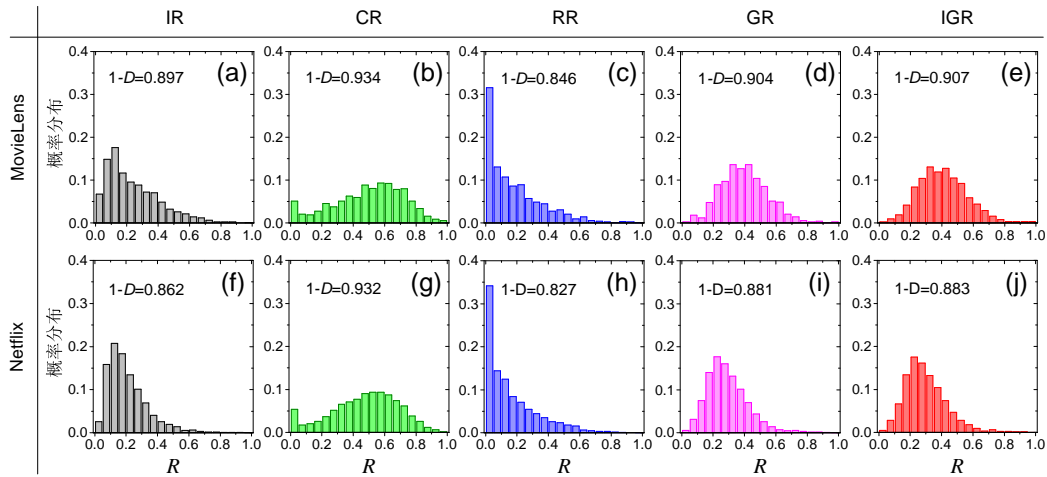 IR CR RR GR IGR
MovieLens
概率分布
0.4 0.3 0.2 0.1 0.0
1-D=0.897 (a)
0.0 0.2 0.4 0.6 0.8 1.0
0.4 0.3 0.2 0.1 0.0
1-D=0.934 (b)
0.0 0.2 0.4 0.6 0.8 1.0
0.4 0.3 0.2 0.1 0.0
1-D=0.846 (c)
0.0 0.2 0.4 0.6 0.8 1.0
0.4 0.3 0.2 0.1 0.0
1-D=0.904 (d)
0.0 0.2 0.4 0.6 0.8 1.0
0.4 0.3 0.2 0.1 0.0
1-D=0.907 (e)
0.0 0.2 0.4 0.6 0.8 1.0
Netflix
概率分布
0.4 0.3 0.2 0.1 0.0
1-D=0.862 (f)
0.0 0.2 0.4 0.6 0.8 1.0
R
0.4 0.3 0.2 0.1 0.0
1-D=0.932 (g)
0.0 0.2 0.4 0.6 0.8 1.0
R
0.4 0.3 0.2 0.1 0.0
1-D=0.827 (h)
0.0 0.2 0.4 0.6 0.8 1.0
R
0.4 0.3 0.2 0.1 0.0
1-D=0.881 (i)
0.0 0.2 0.4 0.6 0.8 1.0
R
0.4 0.3 0.2 0.1 0.0
1-D=0.883 (j)
0.0 0.2 0.4 0.6 0.8 1.0
R